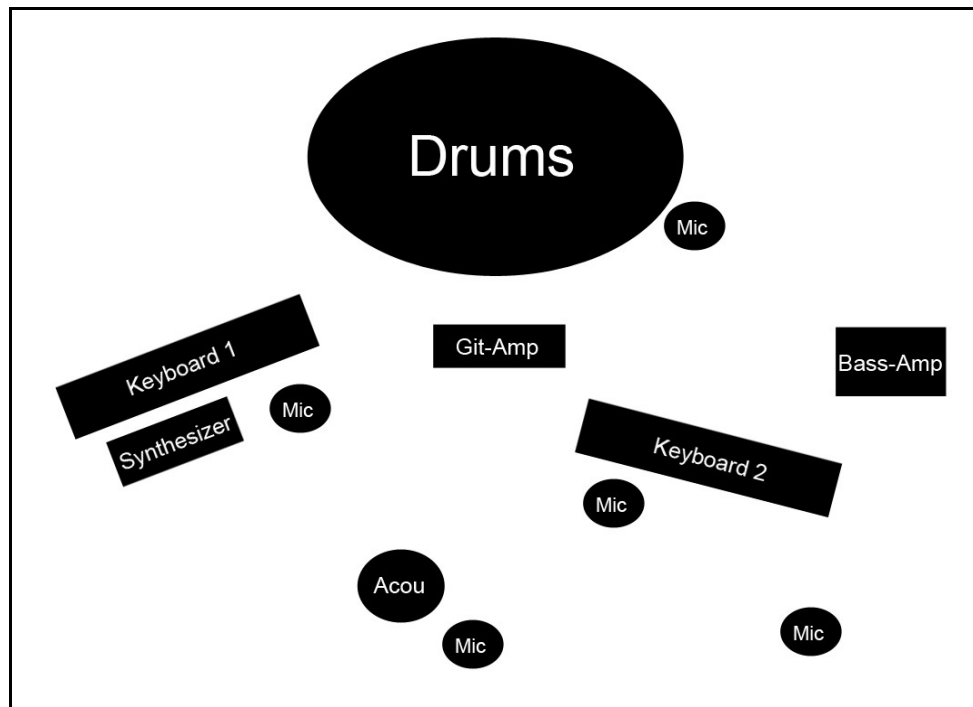 Drums
Mic
Git-Amp
Keyboard 1
Bass-Amp
Mic
Synthesizer
Keyboard 2
Mic
Acou
Mic
Mic